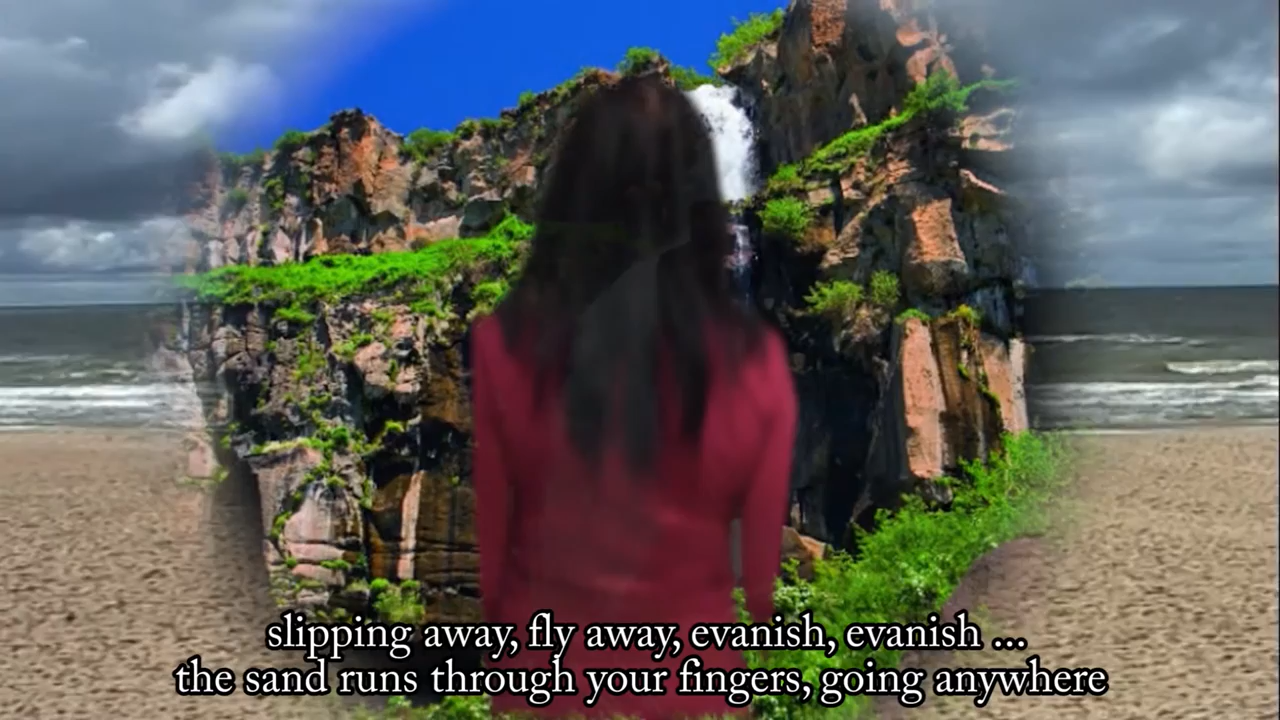 slipping away, fly away, evanish, evanish ...
the sand runs through your fingers, going anywhere